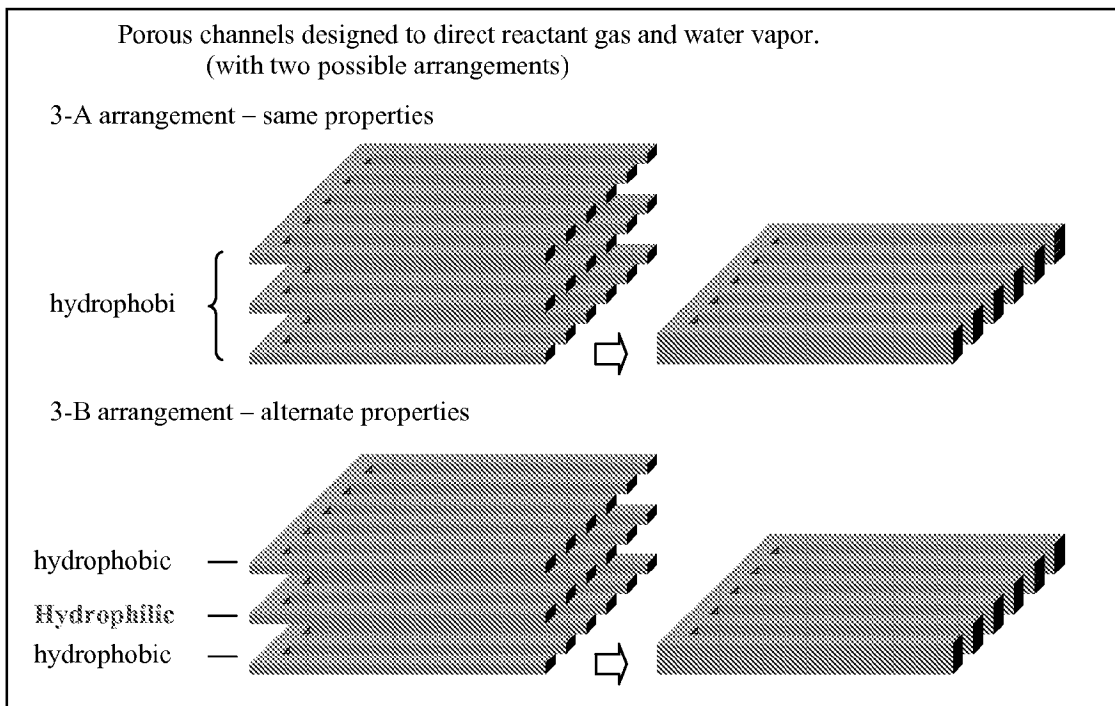 Porous channels designed to direct reactant gas and water vapor.
(with two possible arrangements)
3-A arrangement – same properties
hydrophobi
3-B arrangement – alternate properties
hydrophobic
Hydrophilic
hydrophobic